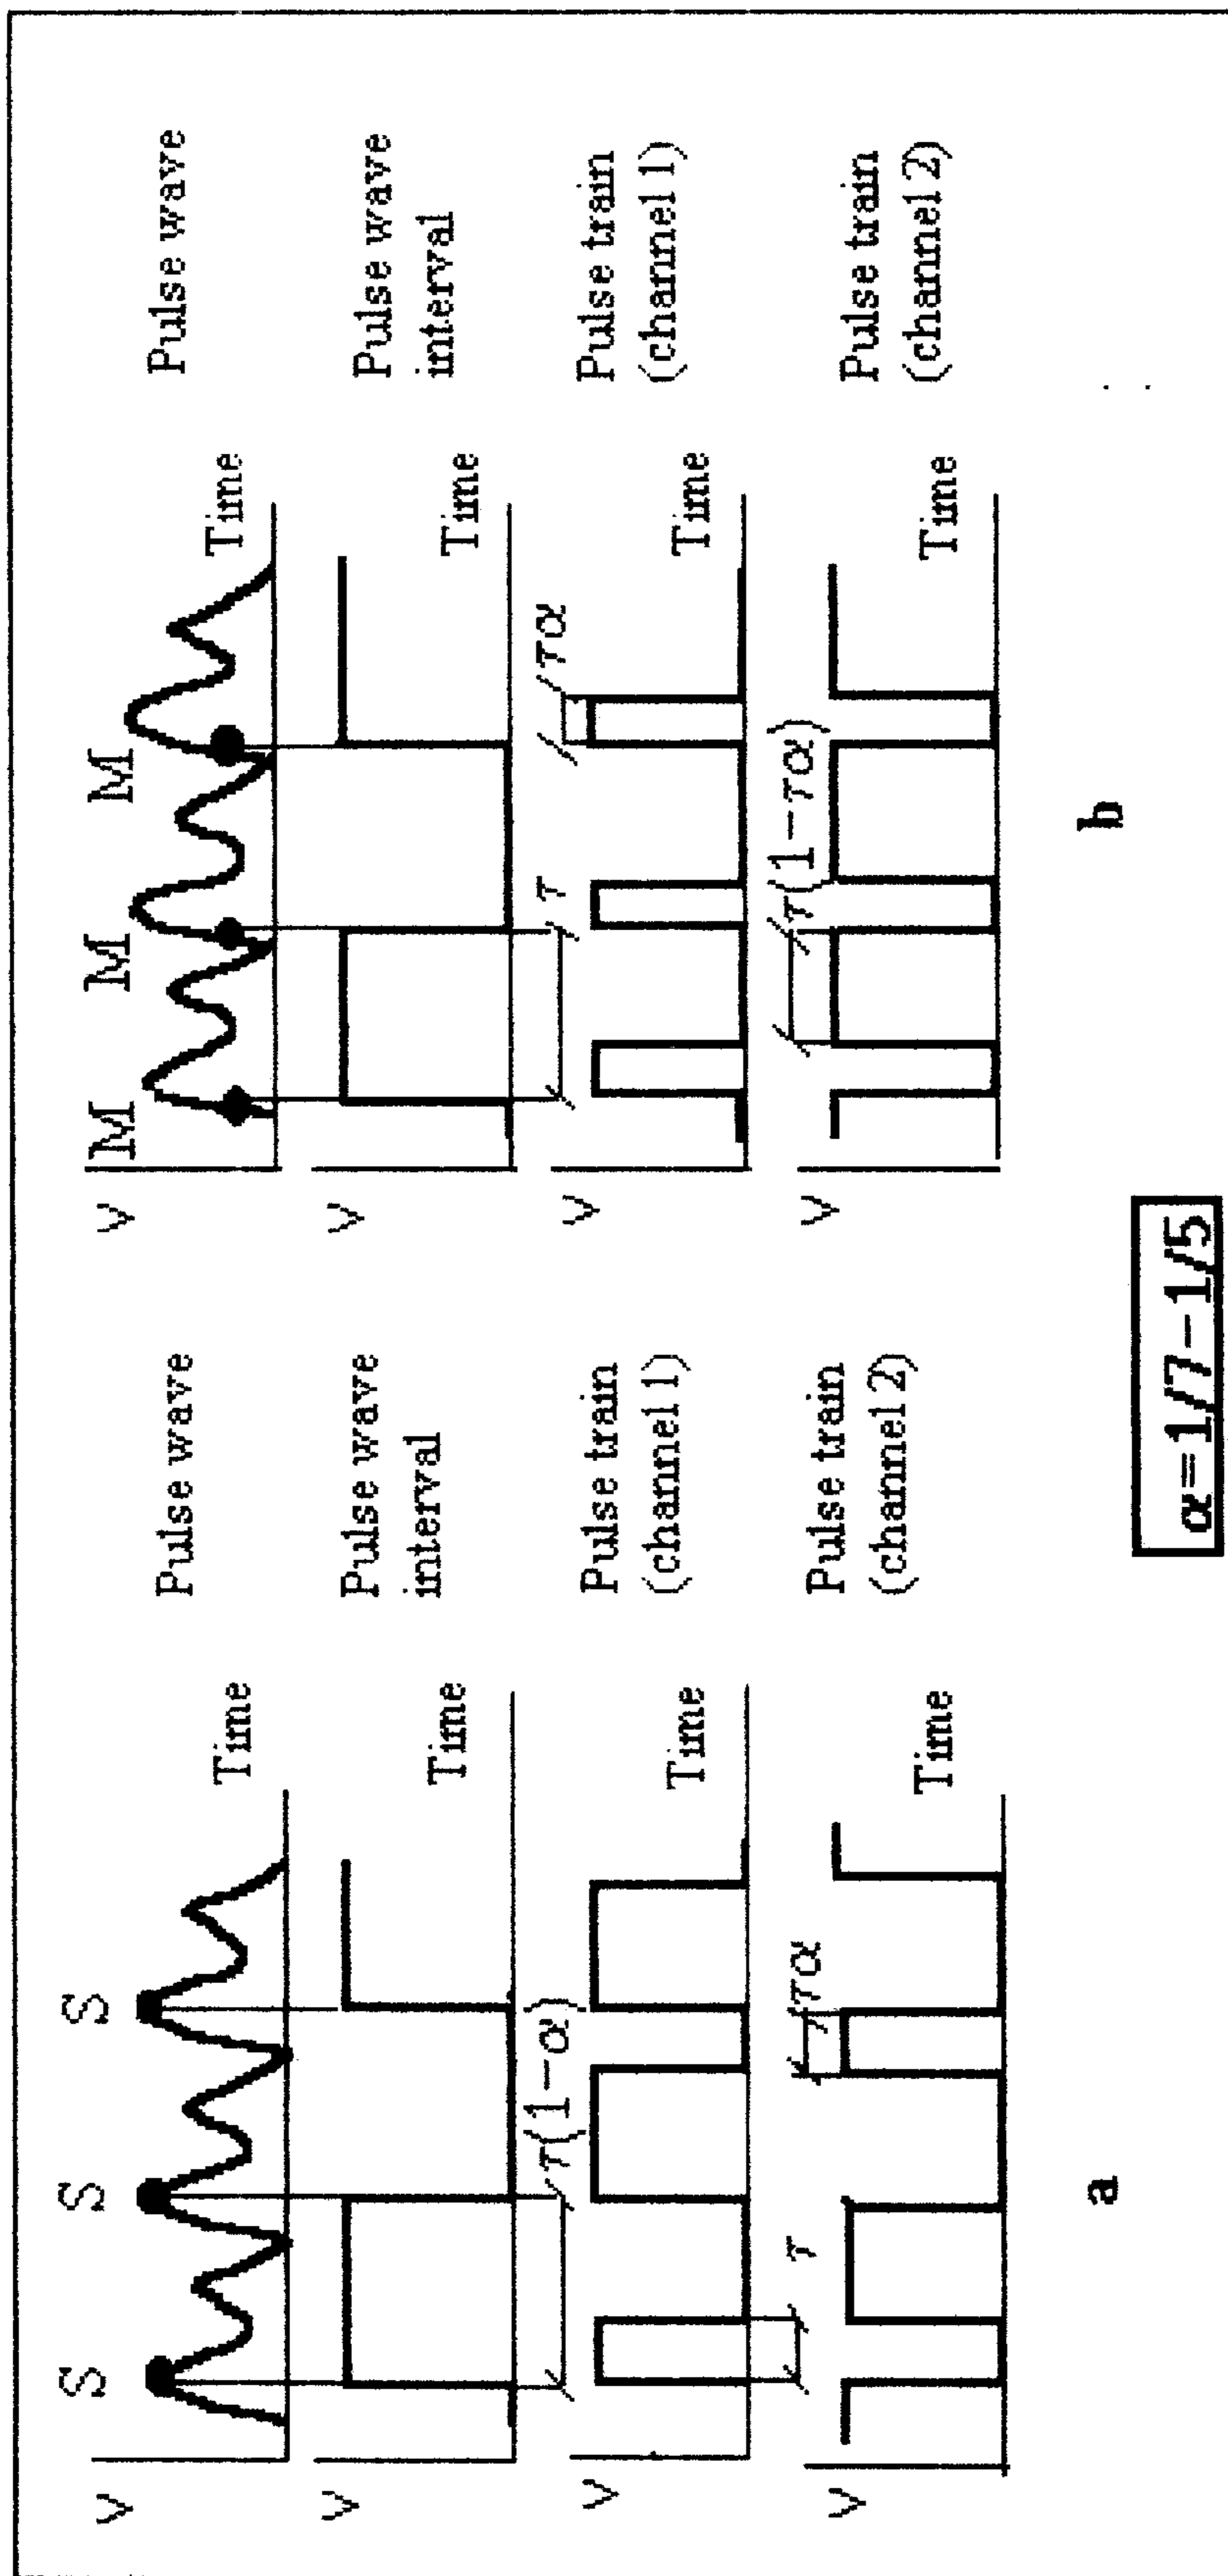 V
S
S
S
Time
Pulse wave
V
Time
Pulse wave
interval
τ(1-α)
V
Time
Pulse train
(channel 1)
τ
τα
V
Time
Pulse train
(channel 2)
a
V
M
M
M
Time
Pulse wave
V
Time
Pulse wave
interval
τ
τα
V
Time
Pulse train
(channel 1)
τ(1-τα)
V
Time
Pulse train
(channel 2)
b
α=1/7-1/5